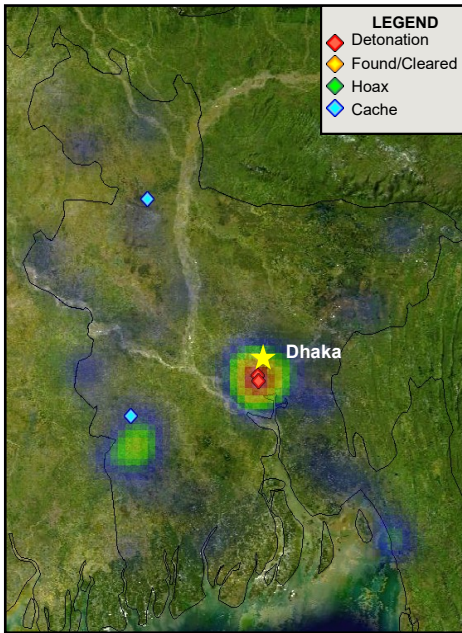 LEGEND
Detonation
Found/Cleared
Hoax
Cache
Dhaka